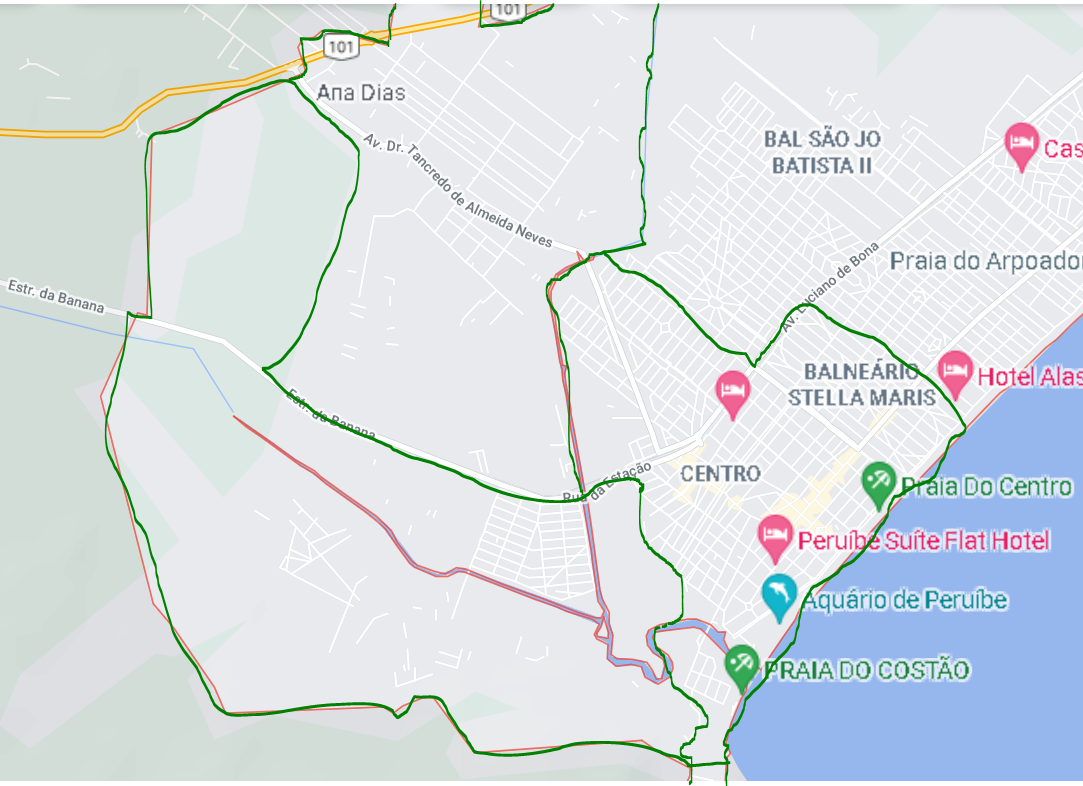 101
101
Ana Dias
BAL SÃO JO
BATISTA II
Cas
Av. Dr. Tancredo de Almeida Neves
Praia do Arpoador
Av. Luciano de Bona
Estr. da Banana
BALNEÁRIO
STELLA MARIS
Hotel Alas
Estr. da Banana
CENTRO
Rua da Estação
Praia Do Centro
Peruíbe Suíte Flat Hotel
Aquário de Peruíbe
PRAIA DO COSTÃO